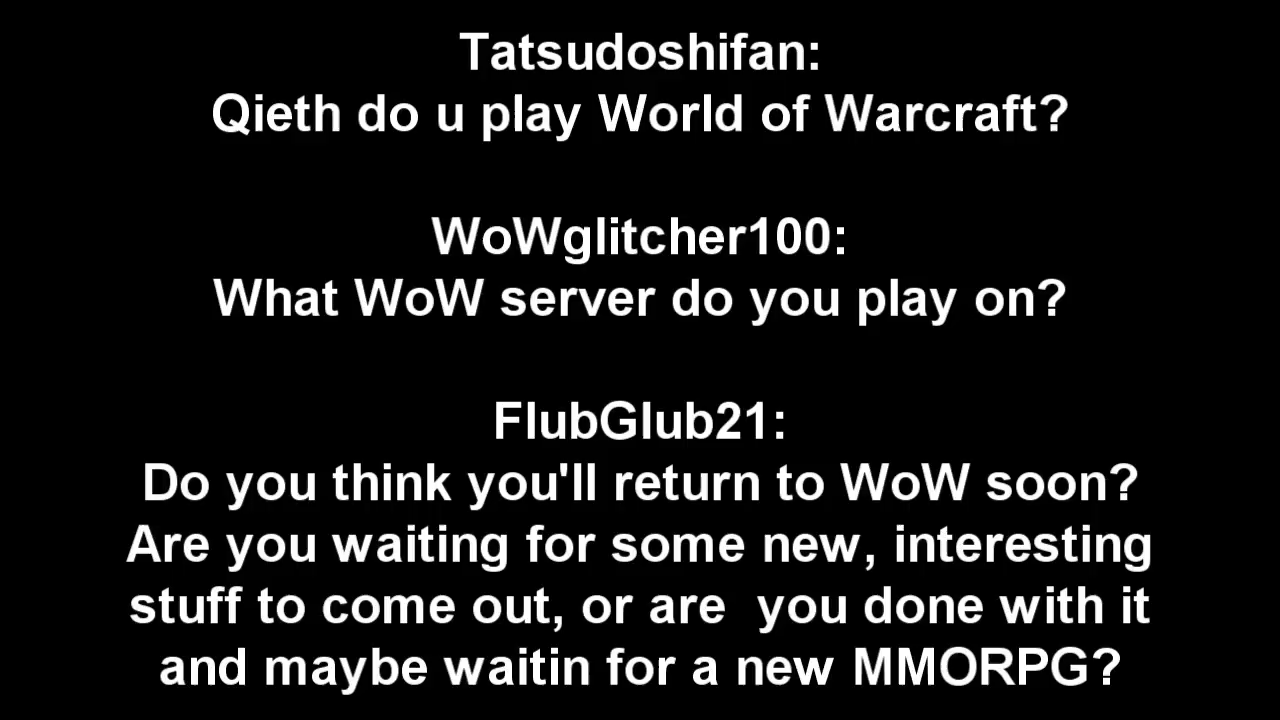 Tatsudoshifan:
Qieth do u play World of Warcraft?
WoWglitcher100:
What WoW server do you play on?
FlubGlub21:
Do you think you'll return to WoW soon?
Are you waiting for some new, interesting
stuff to come out, or are  you done with it
and maybe waitin for a new MMORPG?